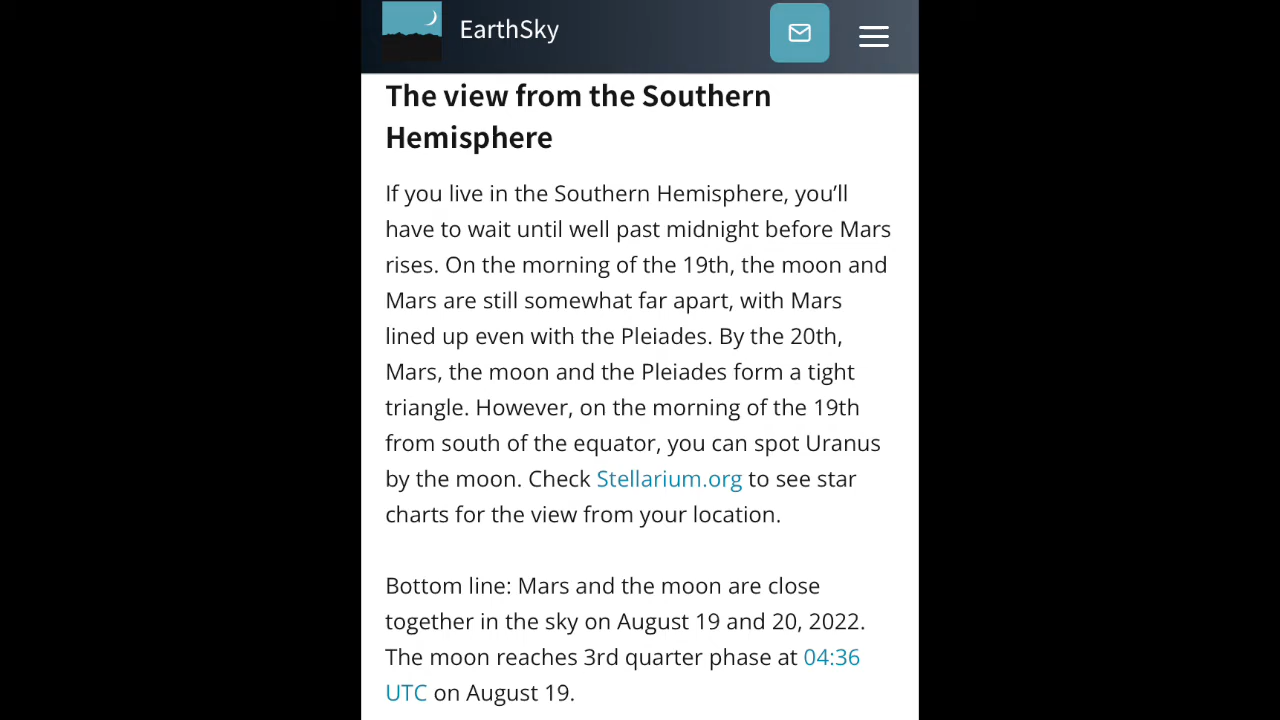 EarthSky
The view from the Southern
Hemisphere
If you live in the Southern Hemisphere, you’ll
have to wait until well past midnight before Mars
rises. On the morning of the 19th, the moon and
Mars are still somewhat far apart, with Mars
lined up even with the Pleiades. By the 20th,
Mars, the moon and the Pleiades form a tight
triangle. However, on the morning of the 19th
from south of the equator, you can spot Uranus
by the moon. Check Stellarium.org to see star
charts for the view from your location.
Bottom line: Mars and the moon are close
together in the sky on August 19 and 20, 2022.
The moon reaches 3rd quarter phase at 04:36
UTC on August 19.